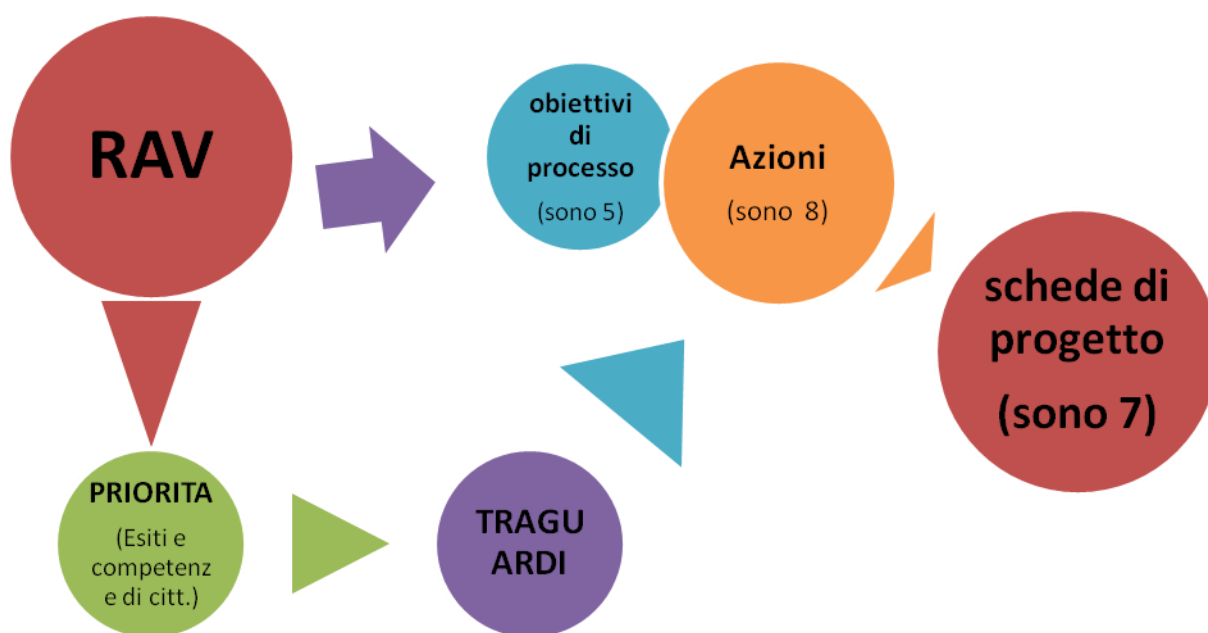 RAV
obiettivi
di
processo
(sono 5)
Azioni
(sono 8)
schede di
progetto
(sono 7)
PRIORITA
(Esiti e
competenz
e di citt.)
TRAGU
ARDI